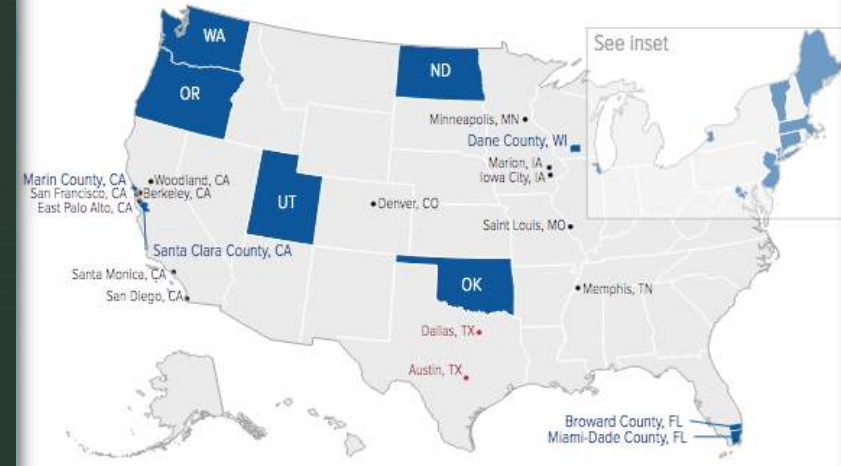 WA
See inset
ND
OR
Minneapolis, MN
Dane County, WI
Marion, IA
Iowa City, IA
Marin County, CA
Woodland, CA
San Francisco, CA
Berkeley, CA
East Palo Alto, CA
UT
Denver, CO
Saint Louis, MO
Santa Clara County, CA
Santa Monica, CA
OK
San Diego, CA
Memphis, TN
Dallas, TX
Austin, TX
Broward County, FL
Miami-Dade County, FL